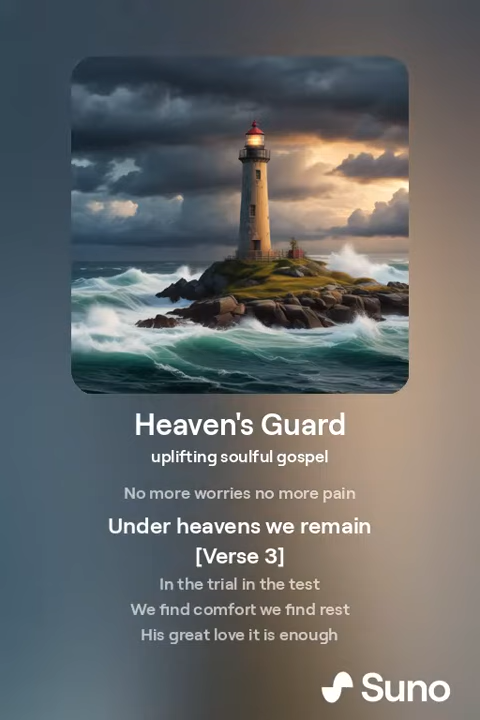 Heaven's Guard
uplifting soulful gospel
No more worries no more pain
Under heavens we remain
[Verse 3]
In the trial in the test
We find comfort we find rest
His great love it is enough
Suno